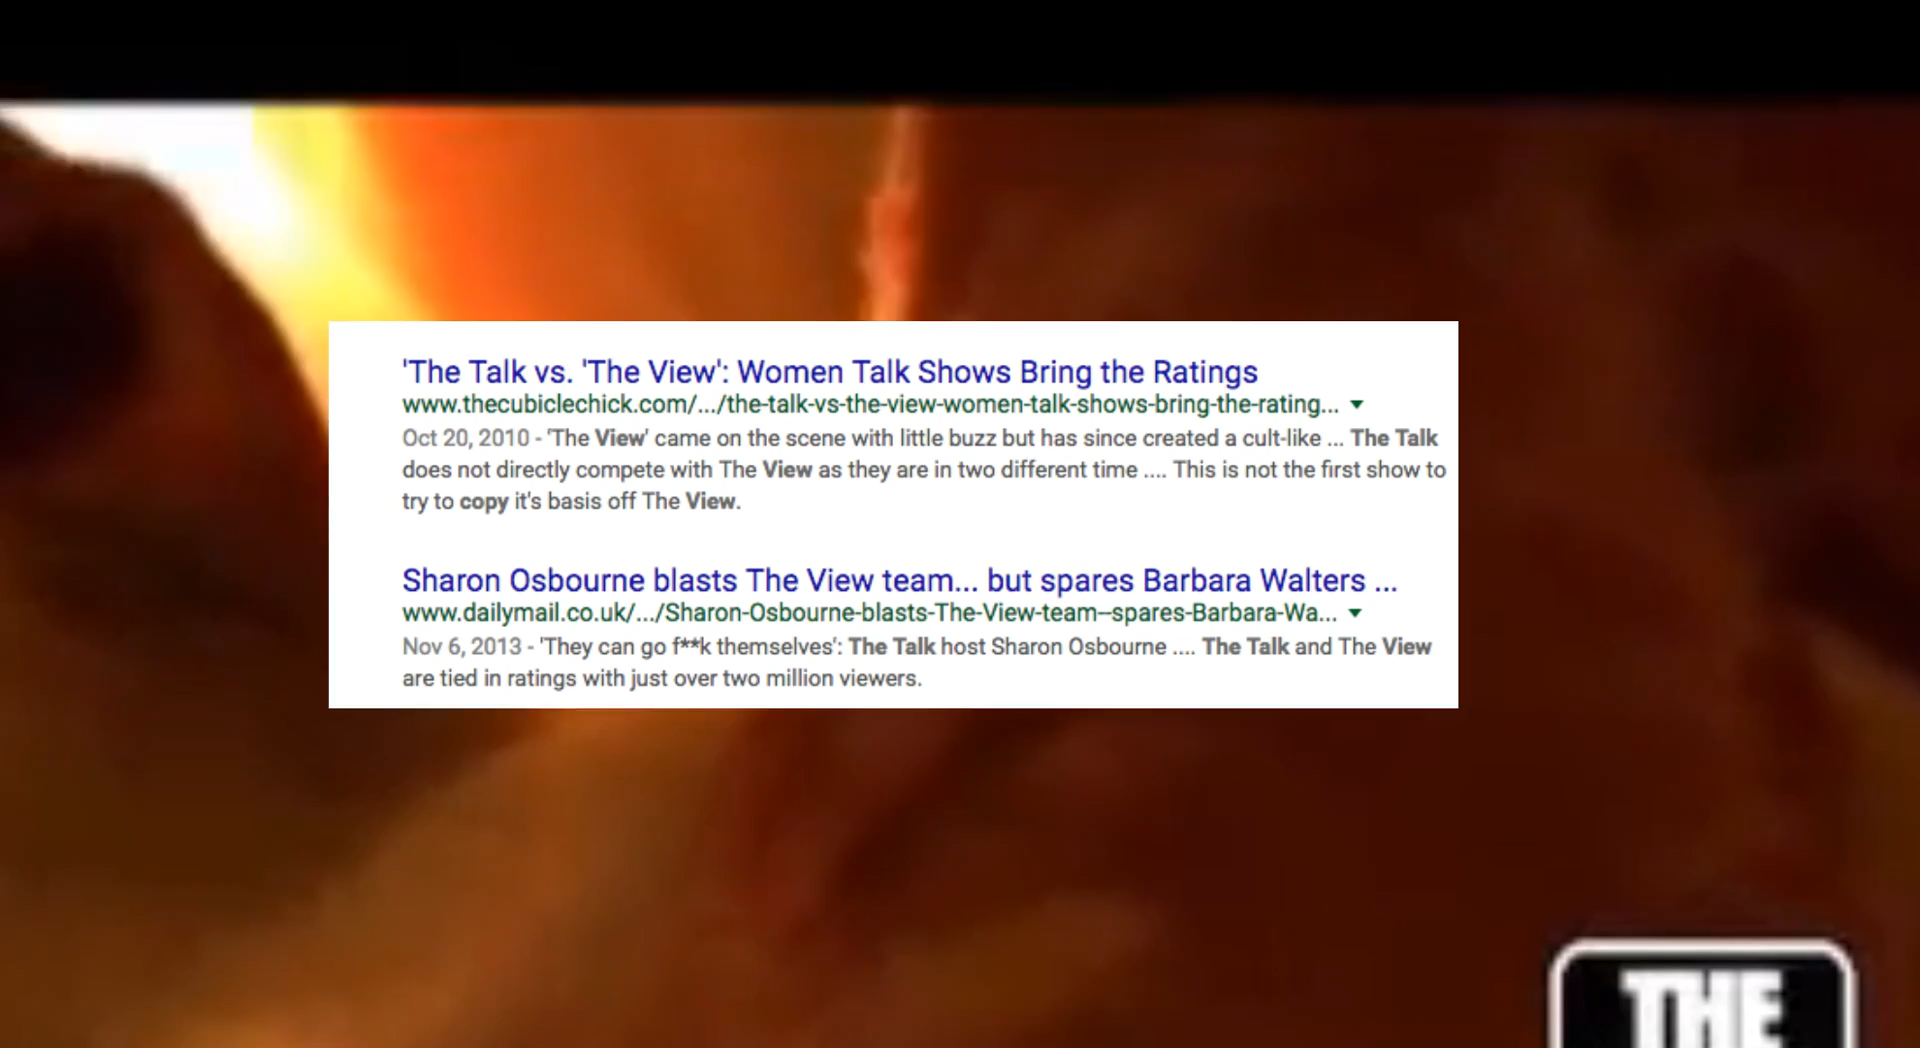 'The Talk vs. 'The View': Women Talk Shows Bring the Ratings
www.thecubiclechick.com/.../the-talk-vs-the-view-women-talk-shows-bring-the-rating...
Oct 20, 2010 - 'The View' came on the scene with little buzz but has since created a cult-like ... The Talk
does not directly compete with The View as they are in two different time .... This is not the first show to
try to copy it's basis off The View.
Sharon Osbourne blasts The View team... but spares Barbara Walters ...
www.dailymail.co.uk/.../Sharon-Osbourne-blasts-The-View-team--spares-Barbara-Wa...
Nov 6, 2013 - 'They can go f**k themselves': The Talk host Sharon Osbourne .... The Talk and The View
are tied in ratings with just over two million viewers.
THE